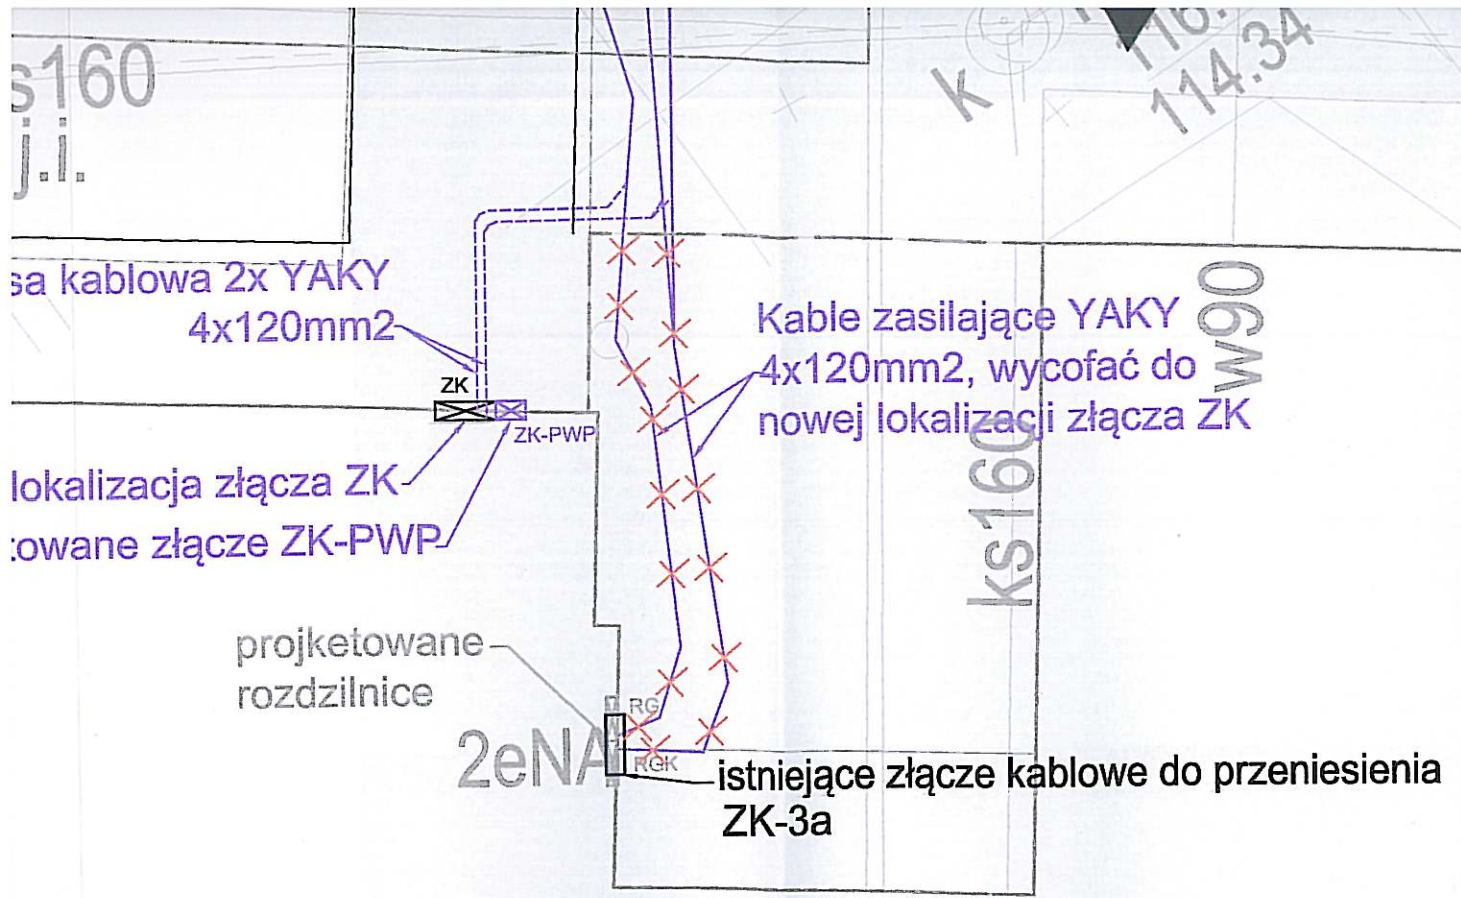 s160
j.i.
k
116.
114.34
sa kablowa 2x YAKY
4x120mm2
ZK
ZK-PWP
Kable zasilające YAKY
4x120mm2, wycofać do
nowej lokalizacji złącza ZK
w90
ks160
lokalizacja złącza ZK
towane złącze ZK-PWP
projketowane
rozdzilnice
RG
2eNA
RGK
istniejące złącze kablowe do przeniesienia
ZK-3a